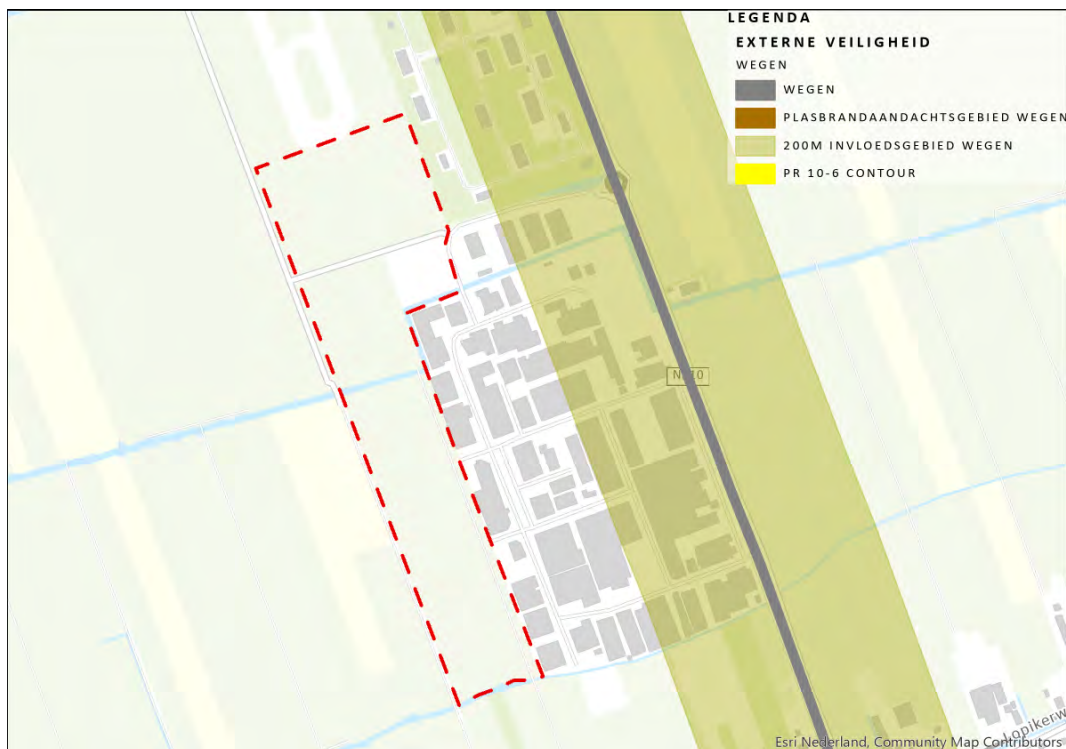 LEGENDA
EXTERNE VEILIGHEID
WEGEN
WEGEN
PLASBRANDAANDACHTSGEBIED WEGEN
200M INVLOEDSGEBIED WEGEN
PR 10-6 CONTOUR
Esri Nederland, Community Map Contributors